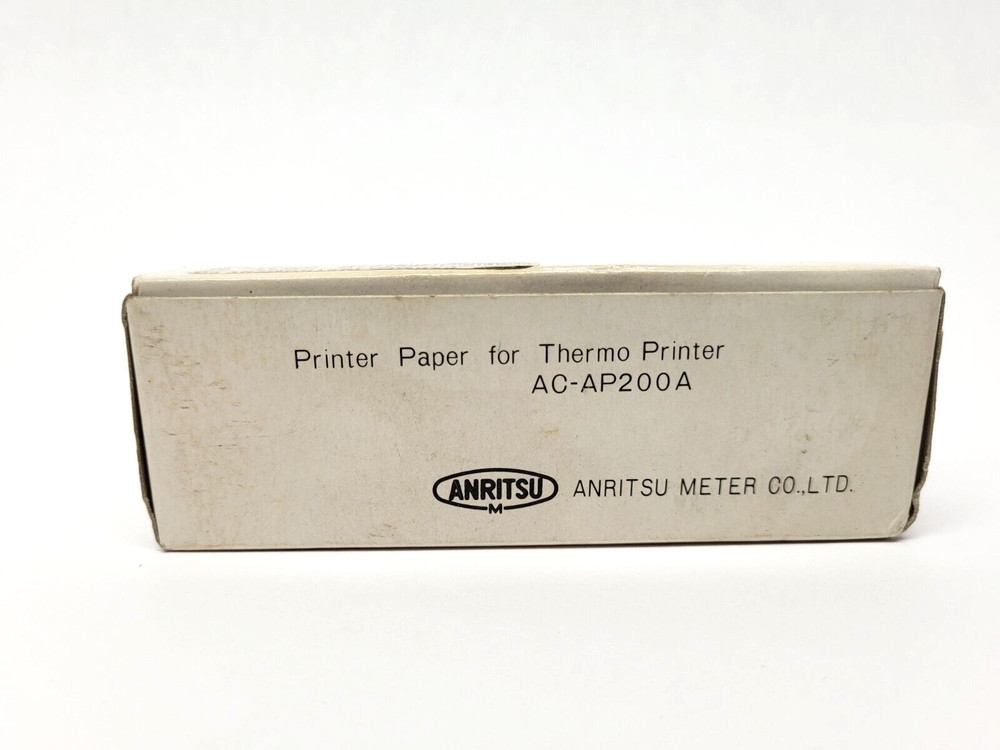 Printer Paper for Thermo Printer
AC-AP200A
ANRITSU M ANRITSU METER CO.,LTD.